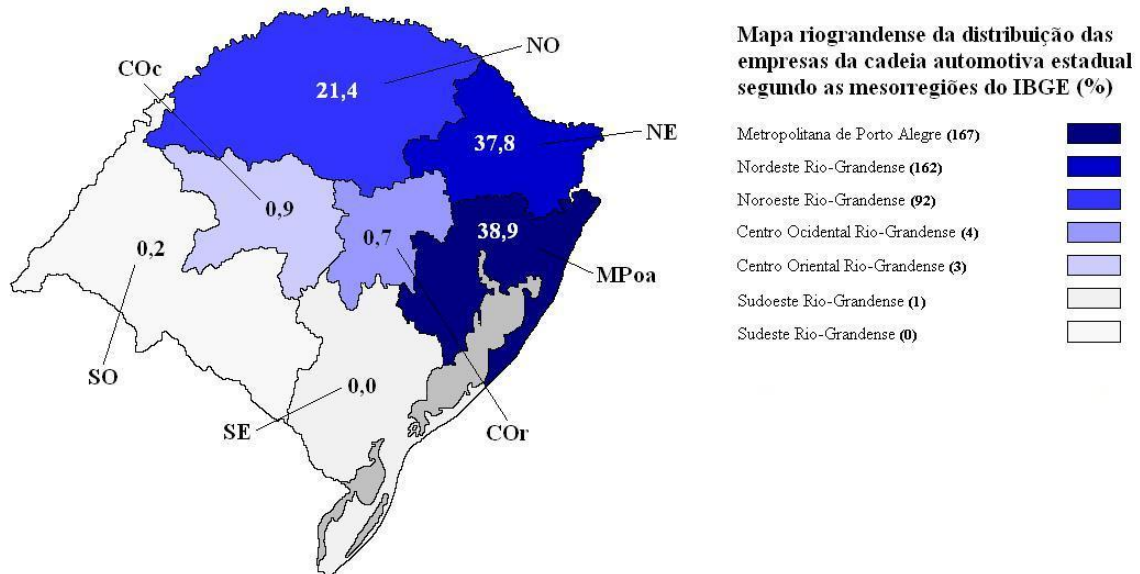 Mapa riograndense da distribuição das
empresas da cadeia automotiva estadual
segundo as mesorregiões do IBGE (%)
Metropolitana de Porto Alegre (167)
Nordeste Rio-Grandense (162)
Noroeste Rio-Grandense (92)
Centro Ocidental Rio-Grandense (4)
Centro Oriental Rio-Grandense (3)
Sudoeste Rio-Grandense (1)
Sudeste Rio-Grandense (0)
NO
COc
21,4
NE
37,8
0,9
0,7
38,9
0,2
MPoa
SO
0,0
SE
COr